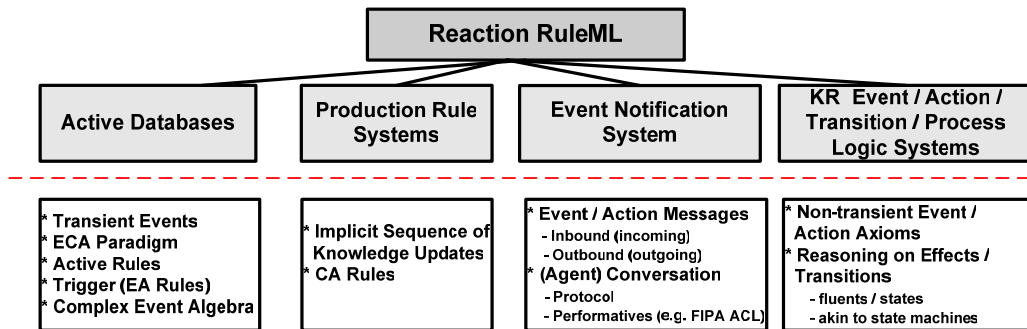 Reaction RuleML
Active Databases
Production Rule
Systems
Event Notification
System
KR Event / Action /
Transition / Process
Logic Systems
* Transient Events
* ECA Paradigm
* Active Rules
* Trigger (EA Rules)
* Complex Event Algebra
* Implicit Sequence of
Knowledge Updates
* CA Rules
* Event / Action Messages
- Inbound (incoming)
- Outbound (outgoing)
* (Agent) Conversation
- Protocol
- Performatives (e.g. FIPA ACL)
* Non-transient Event /
Action Axioms
* Reasoning on Effects /
Transitions
- fluents / states
- akin to state machines